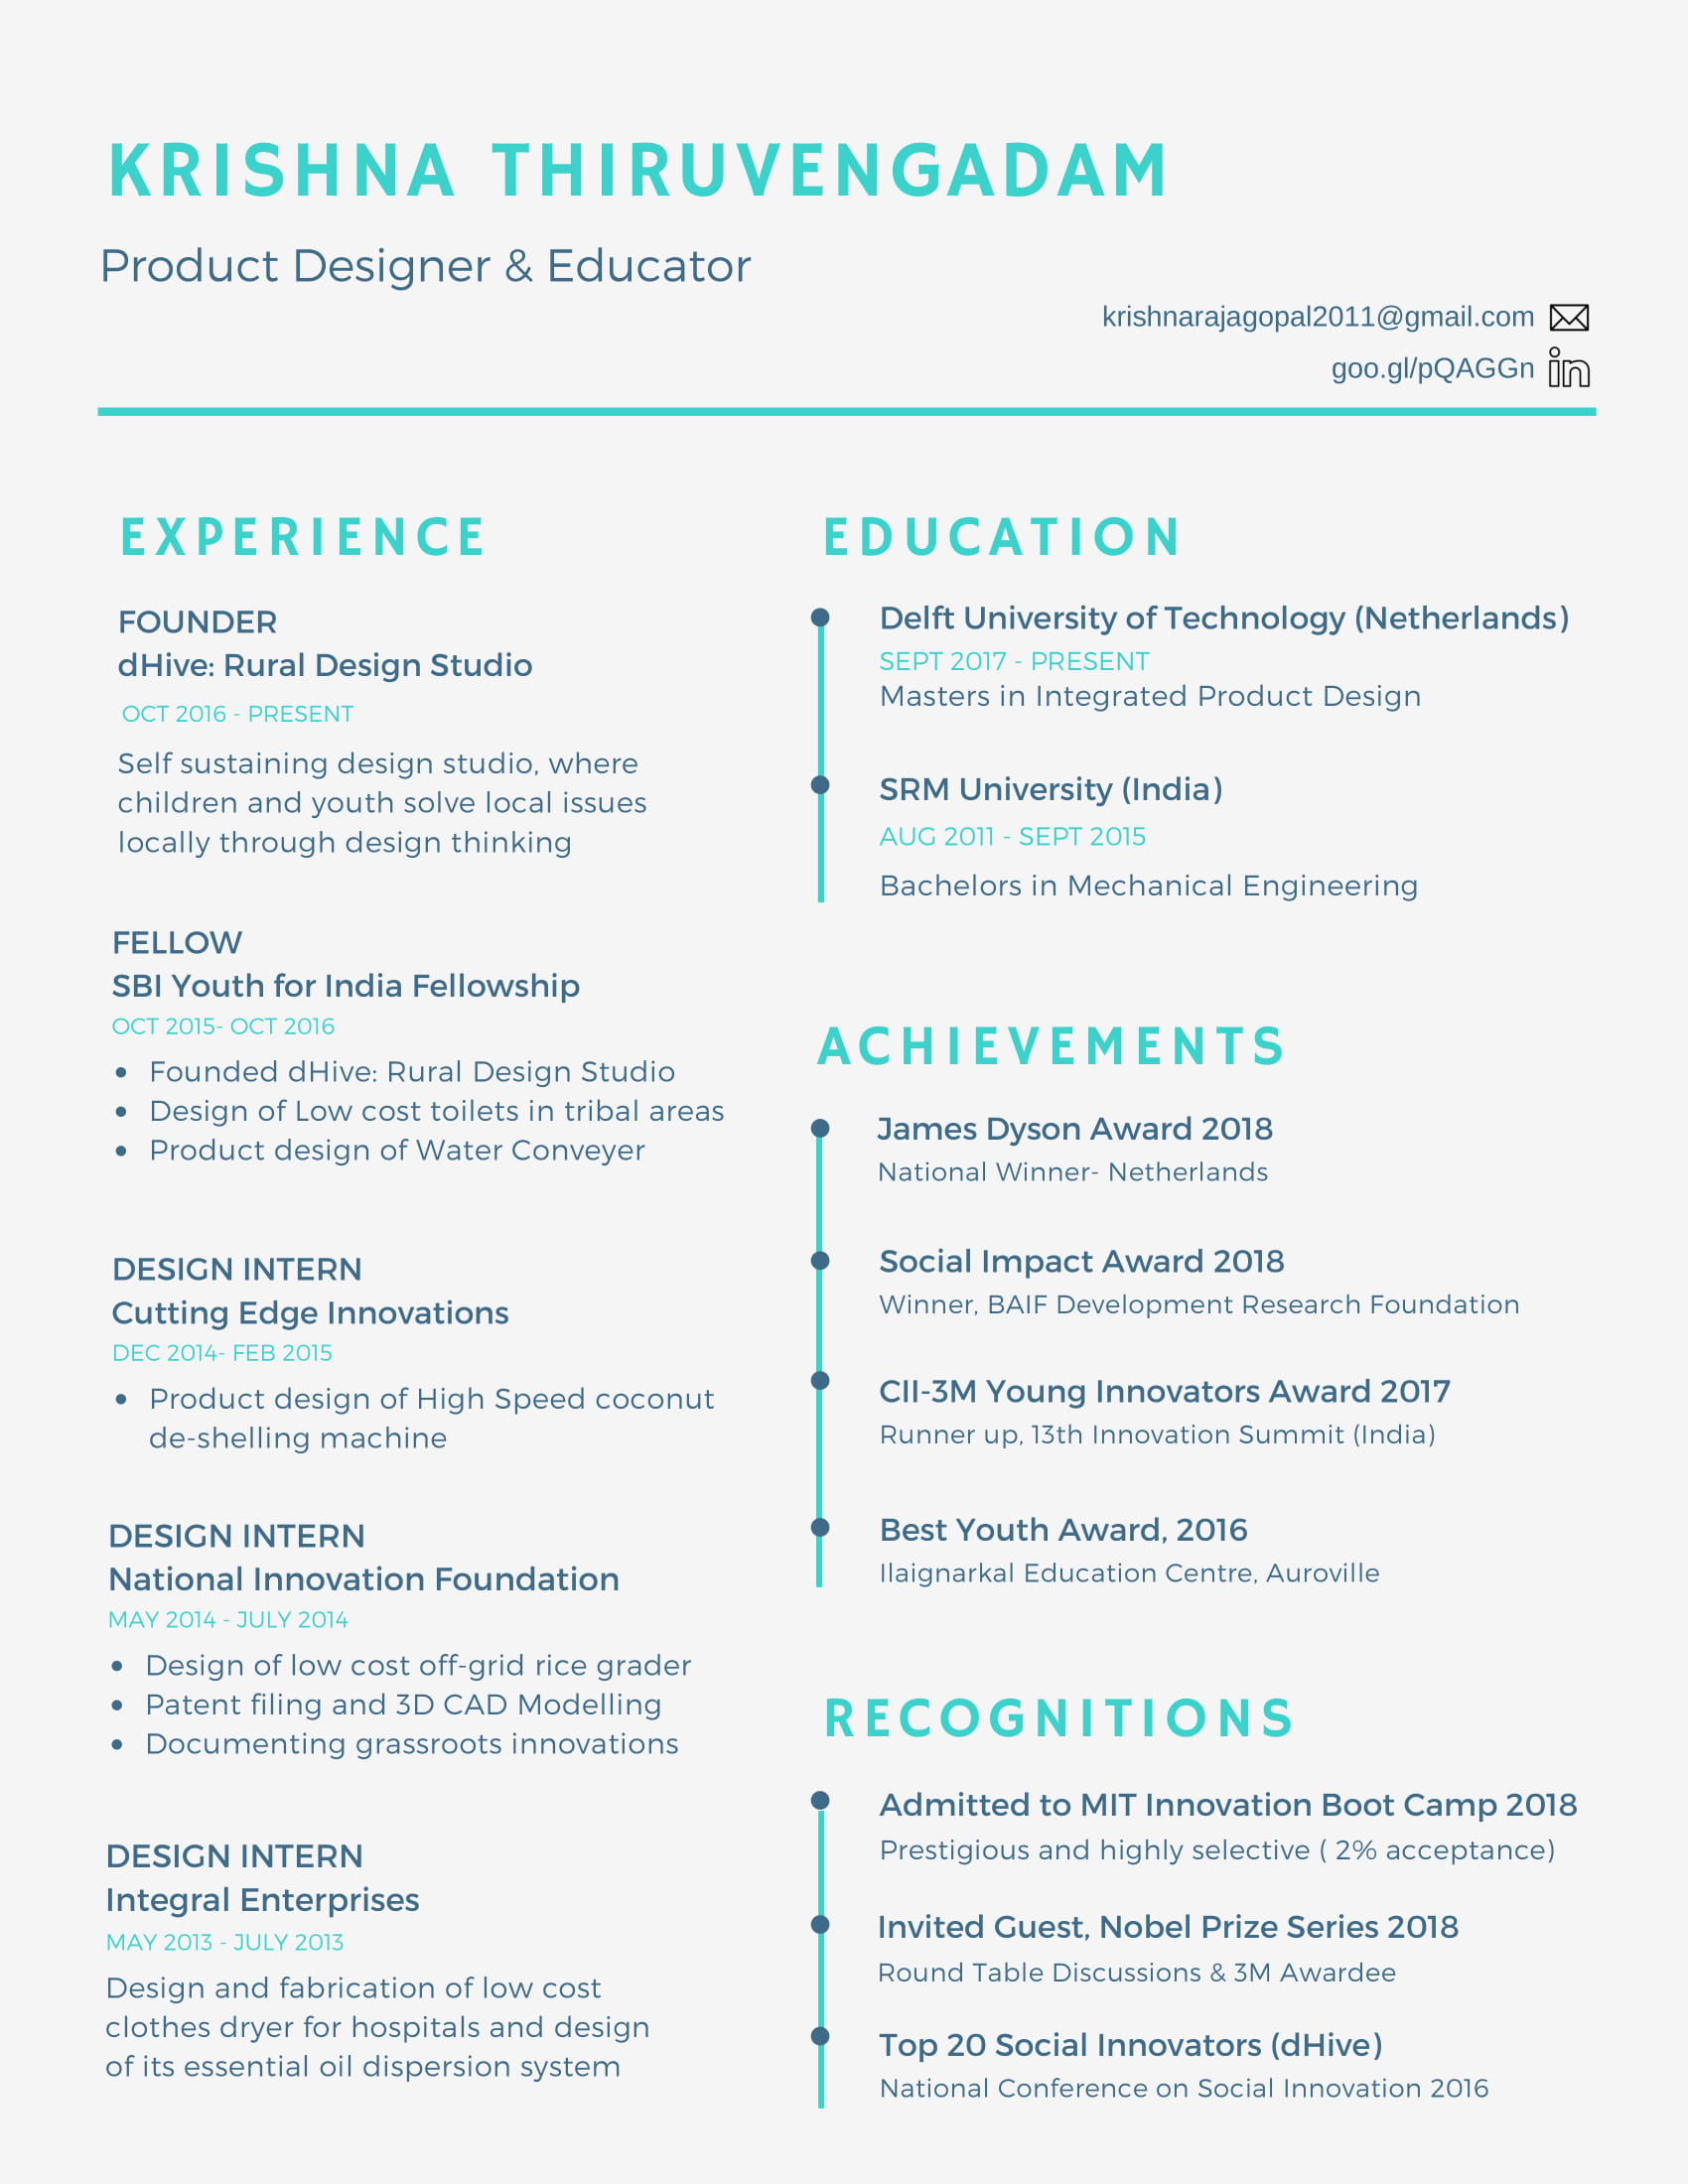 KRISHNA THIRUVENGADAM
Product Designer & Educator
krishnarajagopal2011@gmail.com
goo.gl/pQAGGn
EXPERIENCE
FOUNDER
dHive: Rural Design Studio
OCT 2016 - PRESENT
Self sustaining design studio, where
children and youth solve local issues
locally through design thinking
FELLOW
SBI Youth for India Fellowship
OCT 2015- OCT 2016
• Founded dHive: Rural Design Studio
• Design of Low cost toilets in tribal areas
• Product design of Water Conveyer
DESIGN INTERN
Cutting Edge Innovations
DEC 2014- FEB 2015
• Product design of High Speed coconut
de-shelling machine
DESIGN INTERN
National Innovation Foundation
MAY 2014 - JULY 2014
• Design of low cost off-grid rice grader
• Patent filing and 3D CAD Modelling
• Documenting grassroots innovations
DESIGN INTERN
Integral Enterprises
MAY 2013 - JULY 2013
Design and fabrication of low cost
clothes dryer for hospitals and design
of its essential oil dispersion system
EDUCATION
Delft University of Technology (Netherlands)
SEPT 2017 - PRESENT
Masters in Integrated Product Design
SRM University (India)
AUG 2011 - SEPT 2015
Bachelors in Mechanical Engineering
ACHIEVEMENTS
James Dyson Award 2018
National Winner- Netherlands
Social Impact Award 2018
Winner, BAIF Development Research Foundation
CII-3M Young Innovators Award 2017
Runner up, 13th Innovation Summit (India)
Best Youth Award, 2016
Ilaignarkal Education Centre, Auroville
RECOGNITIONS
Admitted to MIT Innovation Boot Camp 2018
Prestigious and highly selective ( 2% acceptance)
Invited Guest, Nobel Prize Series 2018
Round Table Discussions & 3M Awardee
Top 20 Social Innovators (dHive)
National Conference on Social Innovation 2016